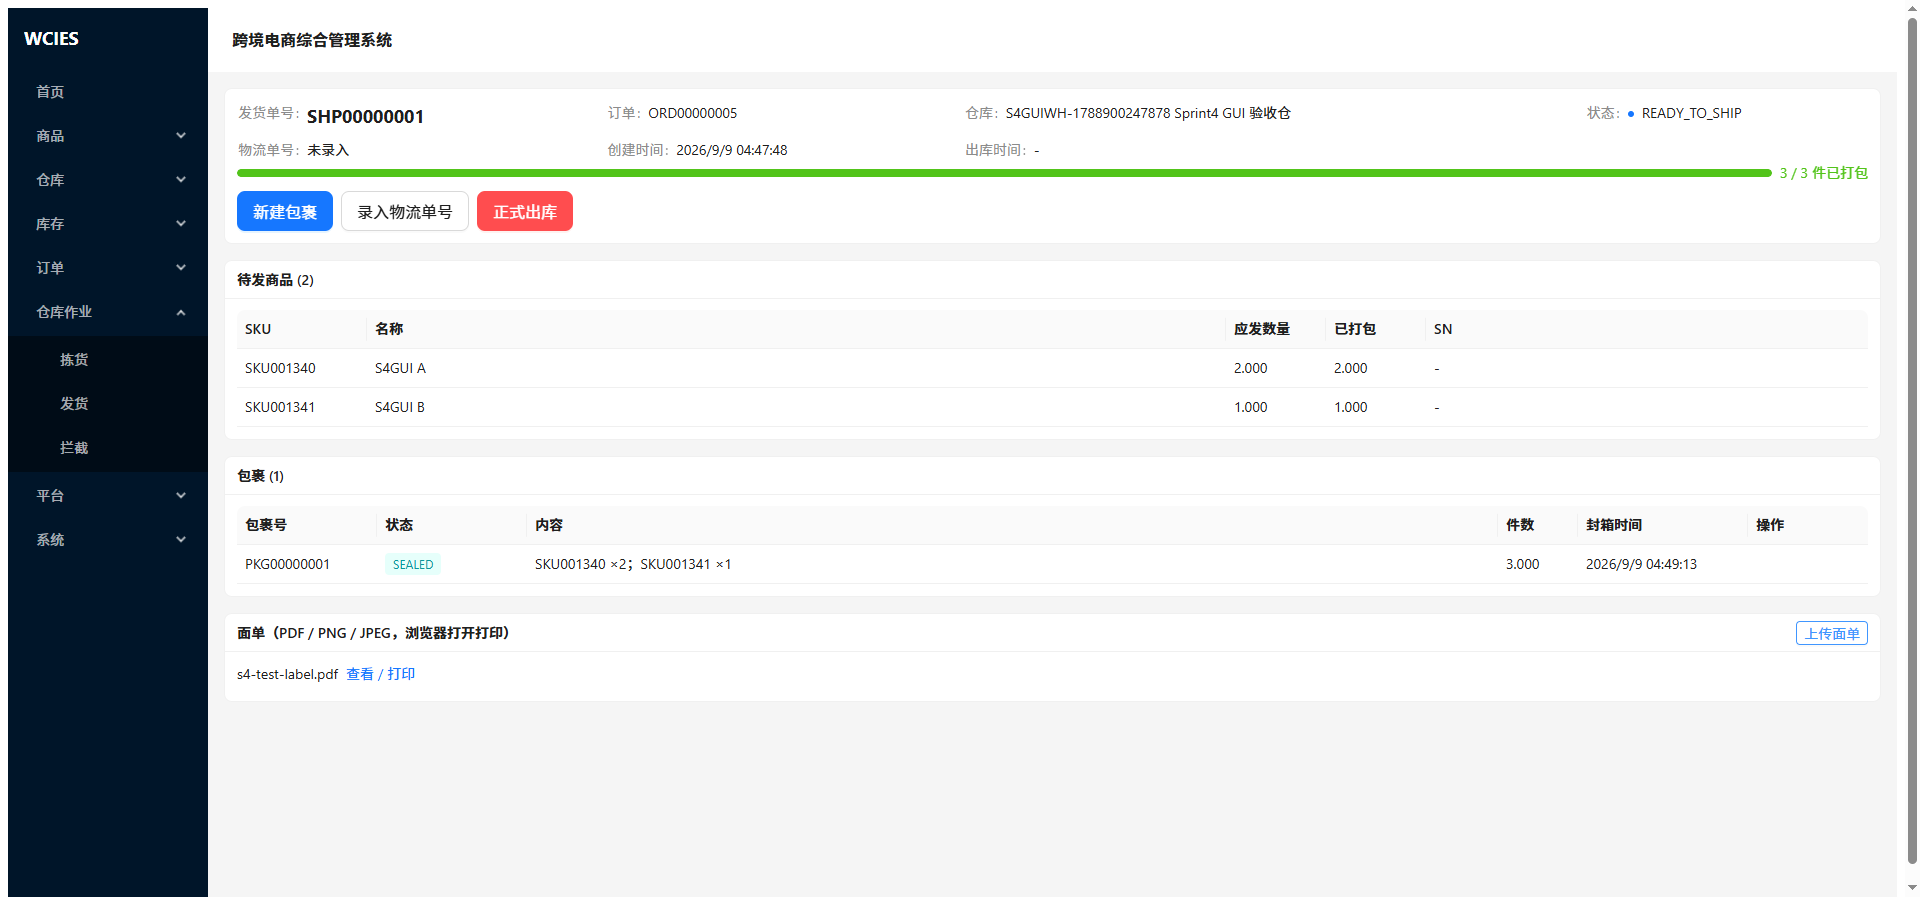 WCIES
首页
商品
仓库
库存
订单
仓库作业
拣货
发货
拦截
平台
系统
跨境电商综合管理系统
发货单号： SHP00000001 订单： ORD00000005 仓库： S4GUIWH-1788900247878 Sprint4 GUI 验收仓 状态： READY_TO_SHIP
物流单号： 未录入 创建时间： 2026/9/9 04:47:48 出库时间： -
3 / 3 件已打包
新建包裹 录入物流单号 正式出库
待发商品 (2)
SKU 名称 应发数量 已打包 SN
SKU001340 S4GUI A 2.000 2.000 -
SKU001341 S4GUI B 1.000 1.000 -
包裹 (1)
包裹号 状态 内容 件数 封箱时间 操作
PKG00000001 SEALED SKU001340 ×2； SKU001341 ×1 3.000 2026/9/9 04:49:13
面单（PDF / PNG / JPEG，浏览器打开打印） 上传面单
s4-test-label.pdf 查看 / 打印